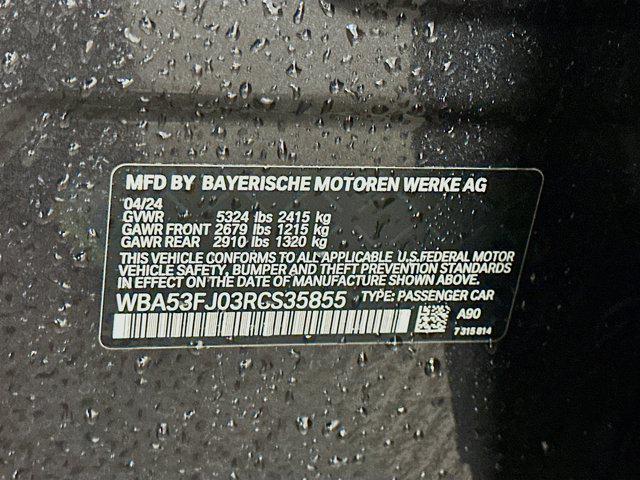 MFD BY BAYERISCHE MOTOREN WERKE AG
04/24
GVWR 5324 lbs 2415 kg
GAWR FRONT 2679 lbs 1215 kg
GAWR REAR 2910 lbs 1320 kg
THIS VEHICLE CONFORMS TO ALL APPLICABLE U.S.FEDERAL MOTOR
VEHICLE SAFETY, BUMPER AND THEFT PREVENTION STANDARDS
IN EFFECT ON THE DATE OF MANUFACTURE SHOWN ABOVE.
WBA53FJ03RCS35855 TYPE: PASSENGER CAR
A90
7 315 814